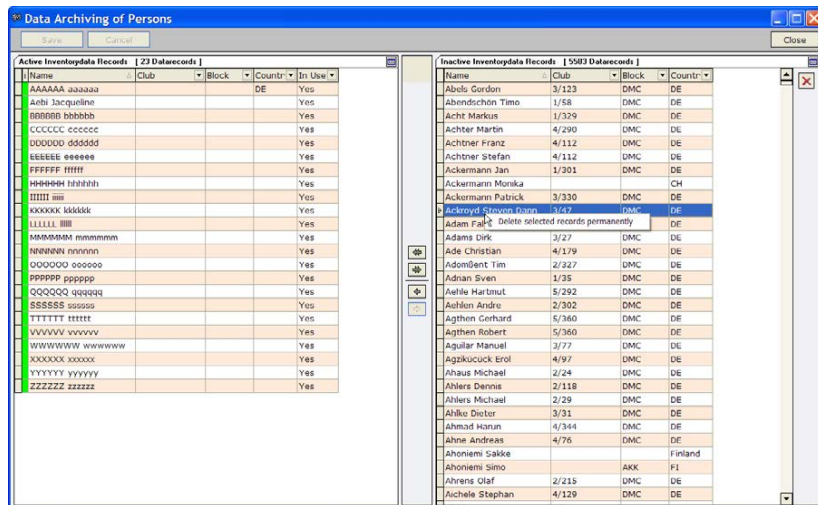 Data Archiving of Persons
Save Cancel Close
Active Inventorydata Records [ 23 Datarecords ]
Name Club Block Countr In Use
AAAAAA aaaaaa DE Yes
Aebi Jacqueline Yes
BBBBBB bbbbbb Yes
CCCCCC cccccc Yes
DDDDDD dddddd Yes
EEEEEE eeeeee Yes
FFFFFF ffffff Yes
HHHHHH hhhhhh Yes
IIIIII iiiiii Yes
KKKKKK kkkkkk Yes
LLLLLL llllll Yes
MMMMMM mmmmmm Yes
NNNNNN nnnnnn Yes
OOOOOO oooooo Yes
PPPPPP pppppp Yes
QQQQQQ qqqqqq Yes
SSSSSS ssssss Yes
TTTTTT tttttt Yes
VVVVVV vvvvvv Yes
WWWWWW wwwwww Yes
XXXXXX xxxxxx Yes
YYYYYY yyyyyy Yes
ZZZZZZ zzzzzz Yes
Inactive Inventorydata Records [ 5583 Datarecords ]
Name Club Block Countr
Abels Gordon 3/123 DMC DE
Abendschön Timo 1/58 DMC DE
Acht Markus 1/329 DMC DE
Achter Martin 4/290 DMC DE
Achtner Franz 4/112 DMC DE
Achtner Stefan 4/112 DMC DE
Ackermann Jan 1/301 DMC DE
Ackermann Monika CH
Ackermann Patrick 3/330 DMC DE
Ackroyd Steven Dann 3/47 DMC DE
Adam Delete selected records permanently
Adams Dirk 3/27 DMC DE
Ade Christian 4/179 DMC DE
Adomßent Tim 2/327 DMC DE
Adnan Sven 1/35 DMC DE
Aehle Hartmut 5/292 DMC DE
Aehlen Andre 2/302 DMC DE
Agthen Gerhard 5/360 DMC DE
Agthen Robert 5/360 DMC DE
Aguilar Manuel 3/77 DMC DE
Agzikücück Erol 4/97 DMC DE
Ahaus Michael 2/24 DMC DE
Ahlers Dennis 2/118 DMC DE
Ahlers Michael 2/29 DMC DE
Ahlke Dieter 3/31 DMC DE
Ahmad Harun 4/344 DMC DE
Ahne Andreas 4/76 DMC DE
Ahoniemi Sakke Finland
Ahoniemi Simo AKK FI
Ahrens Olaf 2/215 DMC DE
Aichele Stephan 4/129 DMC DE